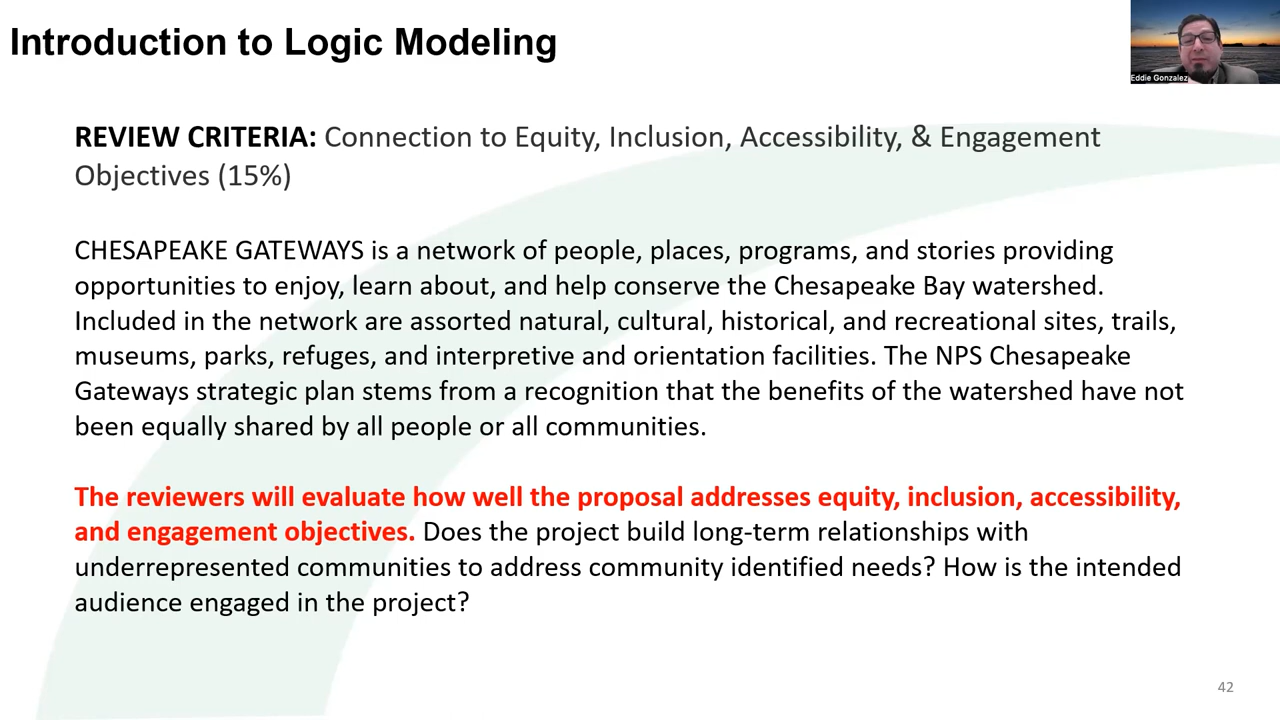 Introduction to Logic Modeling
Eddie Gonzalez
REVIEW CRITERIA: Connection to Equity, Inclusion, Accessibility, & Engagement
Objectives (15%)
CHESAPEAKE GATEWAYS is a network of people, places, programs, and stories providing
opportunities to enjoy, learn about, and help conserve the Chesapeake Bay watershed.
Included in the network are assorted natural, cultural, historical, and recreational sites, trails,
museums, parks, refuges, and interpretive and orientation facilities. The NPS Chesapeake
Gateways strategic plan stems from a recognition that the benefits of the watershed have not
been equally shared by all people or all communities.
The reviewers will evaluate how well the proposal addresses equity, inclusion, accessibility,
and engagement objectives. Does the project build long-term relationships with
underrepresented communities to address community identified needs? How is the intended
audience engaged in the project?
42